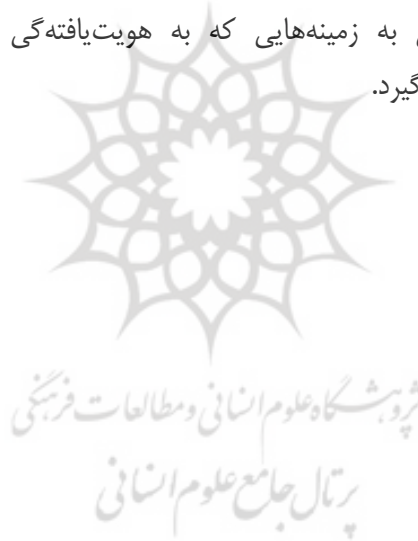 به زمینه‌هایی که به هویت‌یافته‌گی
گیرد.
پژوهشگاه علوم انسانی و مطالعات فرهنگی
پرتال جامع علوم انسانی